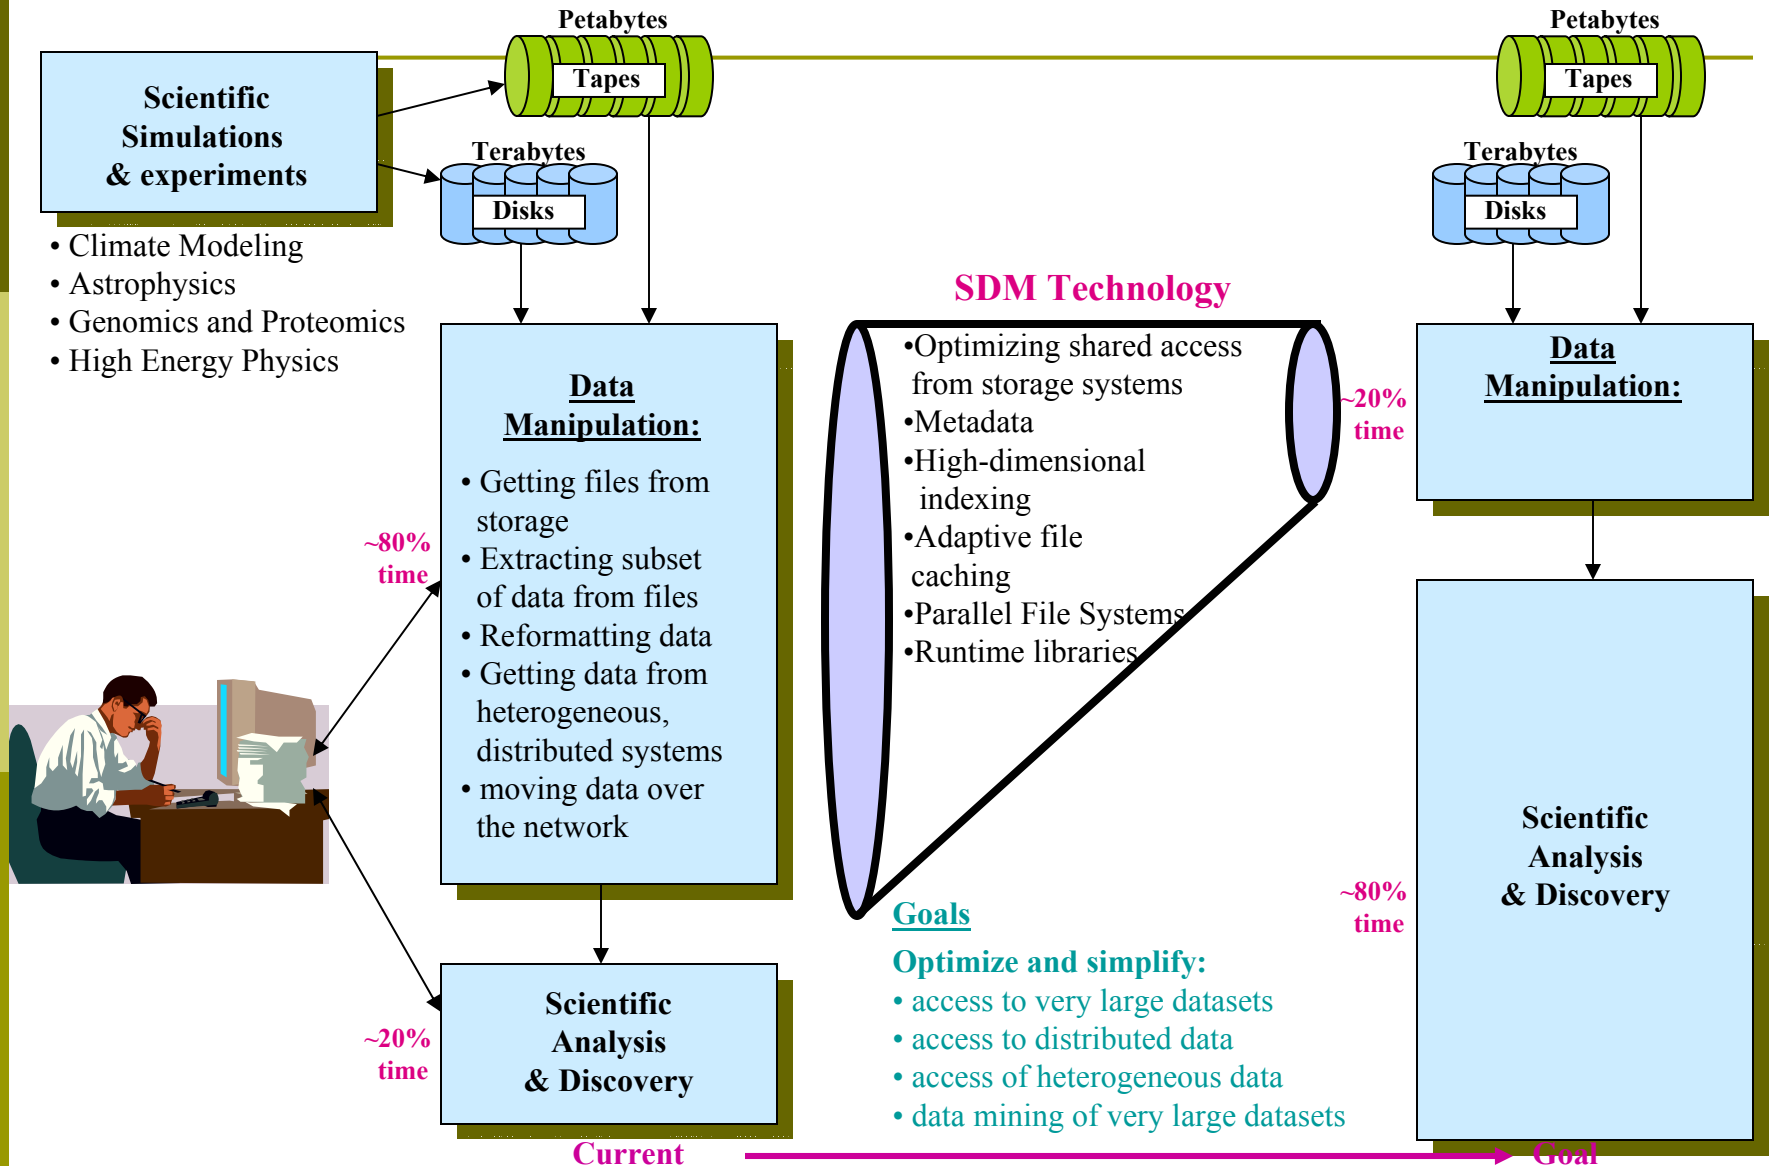 Petabytes
Tapes
Scientific
Simulations
& experiments
Terabytes
Disks
• Climate Modeling
• Astrophysics
• Genomics and Proteomics
• High Energy Physics
Data
Manipulation:
• Getting files from
storage
• Extracting subset
of data from files
• Reformatting data
• Getting data from
heterogeneous,
distributed systems
• moving data over
the network
~80%
time
Scientific
Analysis
& Discovery
~20%
time
SDM Technology
•Optimizing shared access
from storage systems
•Metadata
•High-dimensional
indexing
•Adaptive file
caching
•Parallel File Systems
•Runtime libraries
Goals
Optimize and simplify:
• access to very large datasets
• access to distributed data
• access of heterogeneous data
• data mining of very large datasets
Petabytes
Tapes
Terabytes
Disks
~20%
time
Data
Manipulation:
~80%
time
Scientific
Analysis
& Discovery
Current
Goal